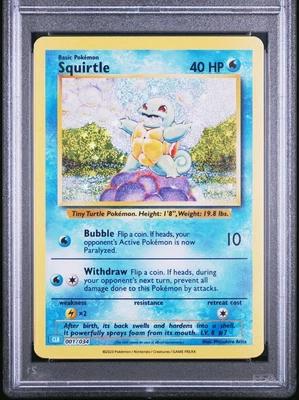 Basic Pokémon
Squirtle
40 HP
Tiny Turtle Pokémon. Height: 1'8", Weight: 19.8 lbs.
Bubble Flip a coin. If heads, your
opponent's Active Pokémon is now
Paralyzed.
10
Withdraw Flip a coin. If heads, during
your opponent's next turn, prevent all
damage done to this Pokémon by attacks.
weakness resistance retreat cost
×2
After birth, its back swells and hardens into a shell.
It powerfully sprays foam from its mouth. LV. 8 #7
CLB 001/034
Illus. Mitsuhiro Arita
©2023 Pokémon / Nintendo / Creatures / GAME FREAK